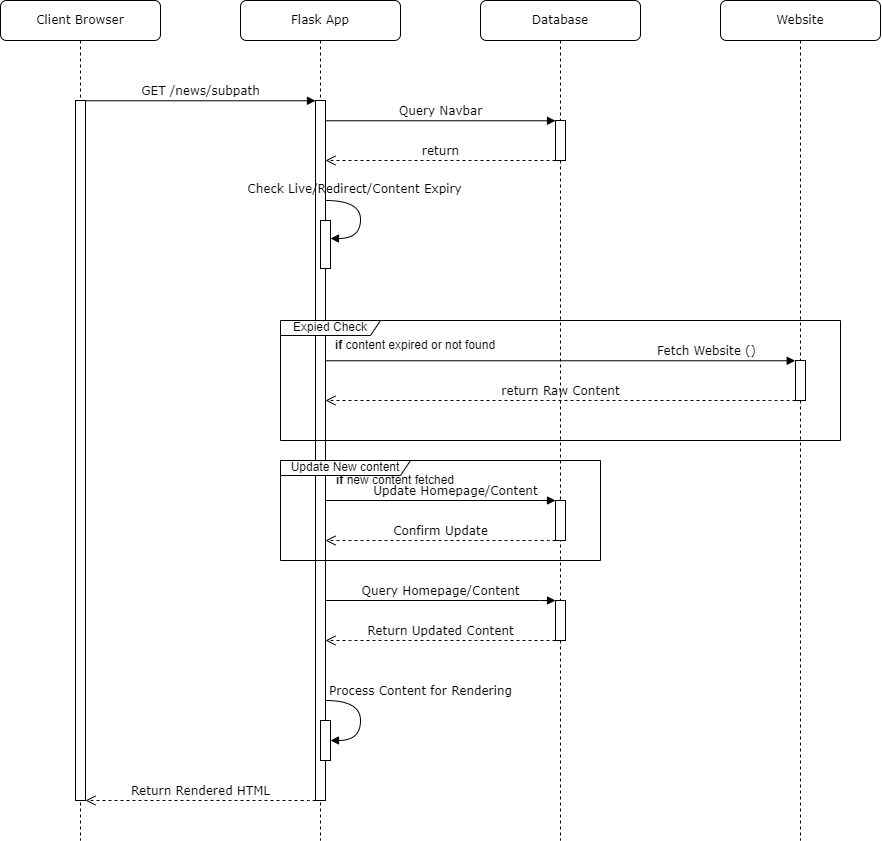 Client Browser
Flask App
Database
Website
GET /news/subpath
Query Navbar
return
Check Live/Redirect/Content Expiry
Expied Check
if content expired or not found
Fetch Website ()
return Raw Content
Update New content
if new content fetched
Update Homepage/Content
Confirm Update
Query Homepage/Content
Return Updated Content
Process Content for Rendering
Return Rendered HTML